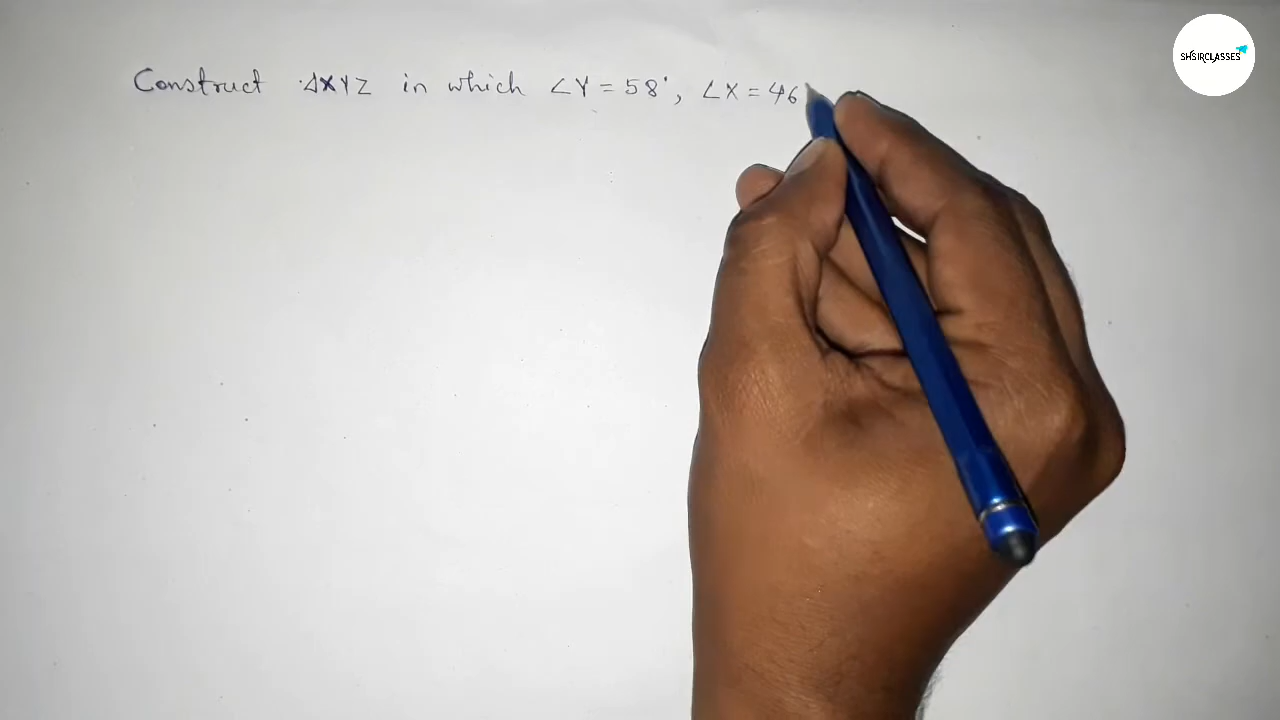 Construct ΔXYZ in which ∠Y = 58°, ∠X = 46
SHSIRCLASSES